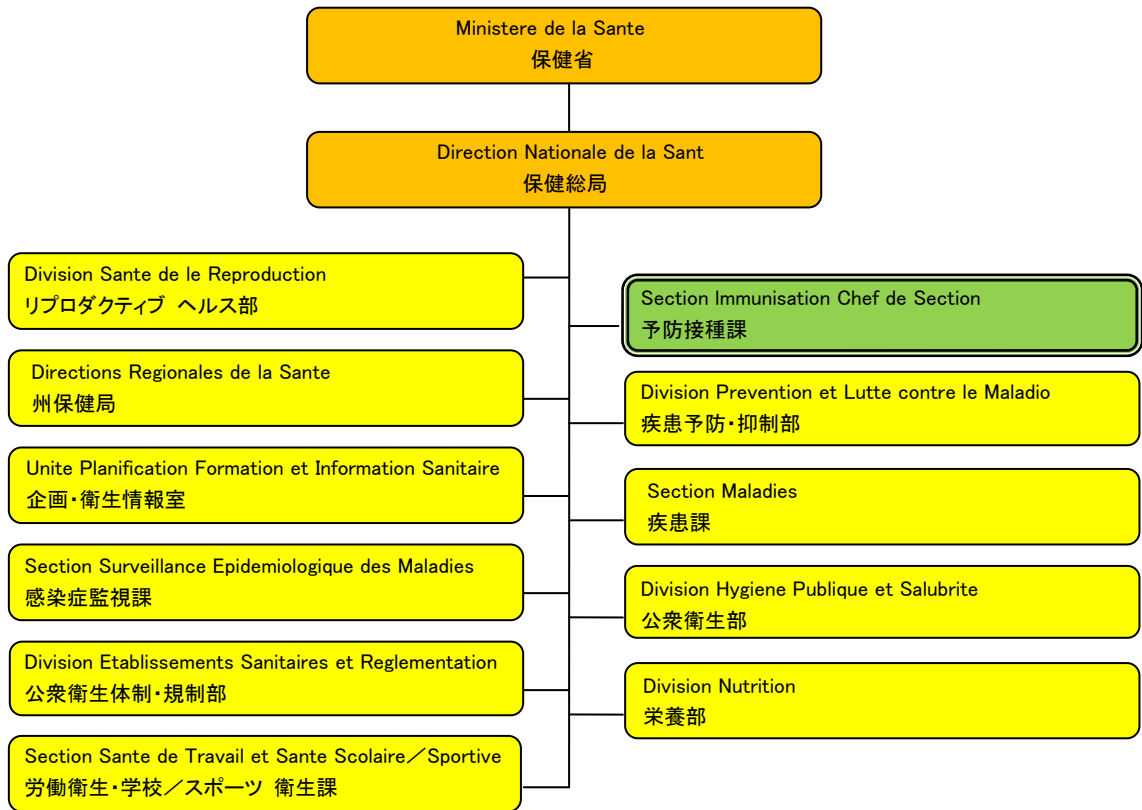 Ministere de la Sante
保健省
Direction Nationale de la Sant
保健総局
Division Sante de le Reproduction
リプロダクティブ ヘルス部
Directions Regionales de la Sante
州保健局
Unite Planification Formation et Information Sanitaire
企画・衛生情報室
Section Surveillance Epidemiologique des Maladies
感染症監視課
Division Etablissements Sanitaires et Reglementation
公衆衛生体制・規制部
Section Sante de Travail et Sante Scolaire／Sportive
労働衛生・学校／スポーツ 衛生課
Section Immunisation Chef de Section
予防接種課
Division Prevention et Lutte contre le Maladio
疾患予防・抑制部
Section Maladies
疾患課
Division Hygiene Publique et Salubrite
公衆衛生部
Division Nutrition
栄養部